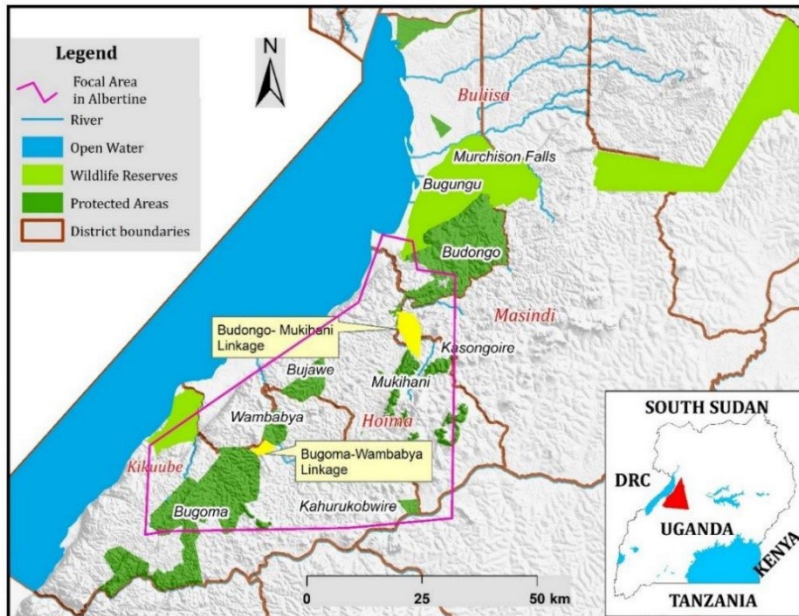 Legend
Focal Area
in Albertine
River
Open Water
Wildlife Reserves
Protected Areas
District boundaries
N
Buliisa
Murchison Falls
Bugungu
Budongo
Masindi
Budongo- Mukihani
Linkage
Kasongoire
Bujawe
Mukihani
Wambabya
Hoima
Kikuube
Bugoma-Wambabya
Linkage
Bugoma
Kahurukobwire
0 25 50 km
SOUTH SUDAN
DRC
UGANDA
KENYA
TANZANIA